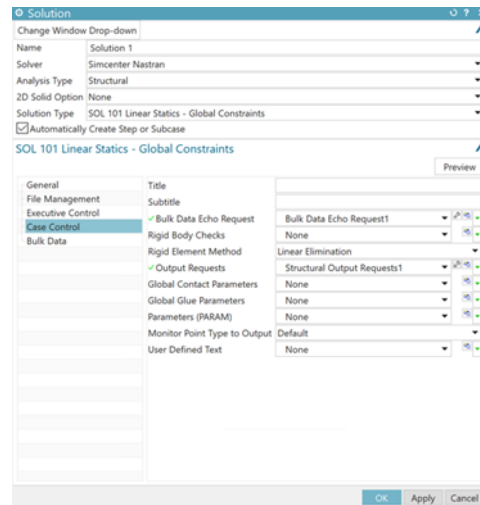 Solution
Change Window Drop-down
Name Solution 1
Solver Simcenter Nastran
Analysis Type Structural
2D Solid Option None
Solution Type SOL 101 Linear Statics - Global Constraints
Automatically Create Step or Subcase
SOL 101 Linear Statics - Global Constraints
Preview
General
File Management
Executive Control
Case Control
Bulk Data
Title
Subtitle
Bulk Data Echo Request Bulk Data Echo Request1
Rigid Body Checks None
Rigid Element Method Linear Elimination
Output Requests Structural Output Requests1
Global Contact Parameters None
Global Glue Parameters None
Parameters (PARAM) None
Monitor Point Type to Output Default
User Defined Text None
OK Apply Cancel